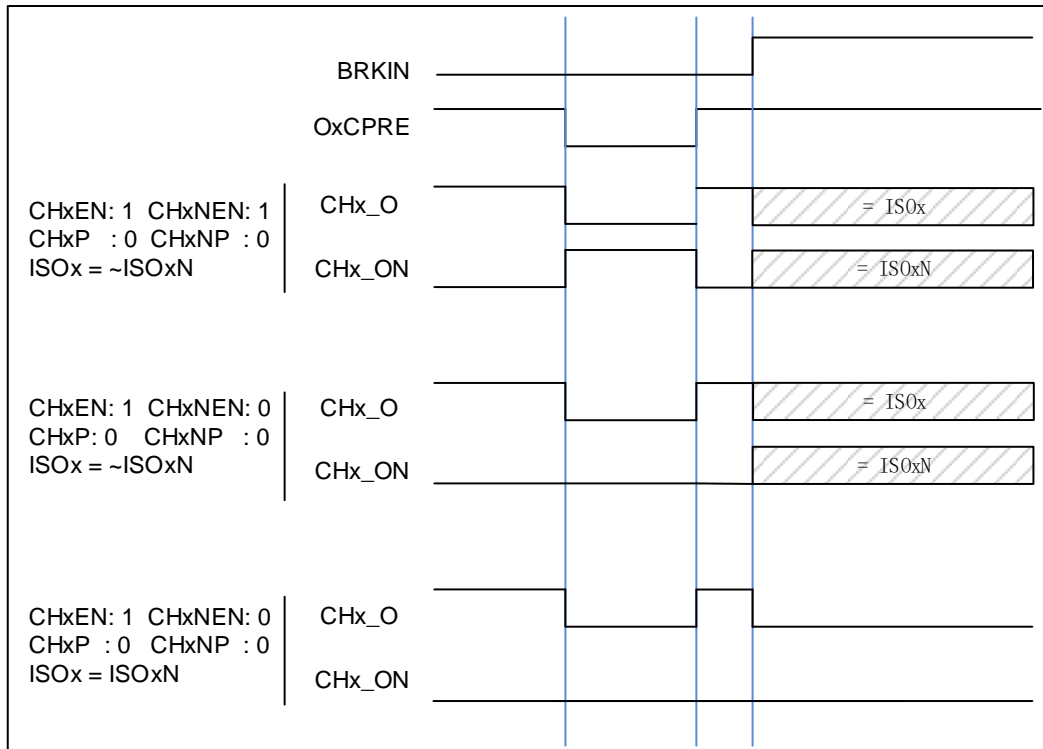 BRKIN
OxCPRE
CHxEN: 1 CHxNEN: 1
CHxP : 0 CHxNP : 0
ISOx = ~ISOxN
CHx_O
= ISOx
CHx_ON
= ISOxN
CHxEN: 1 CHxNEN: 0
CHxP: 0 CHxNP : 0
ISOx = ~ISOxN
CHx_O
= ISOx
CHx_ON
= ISOxN
CHxEN: 1 CHxNEN: 0
CHxP : 0 CHxNP : 0
ISOx = ISOxN
CHx_O
CHx_ON